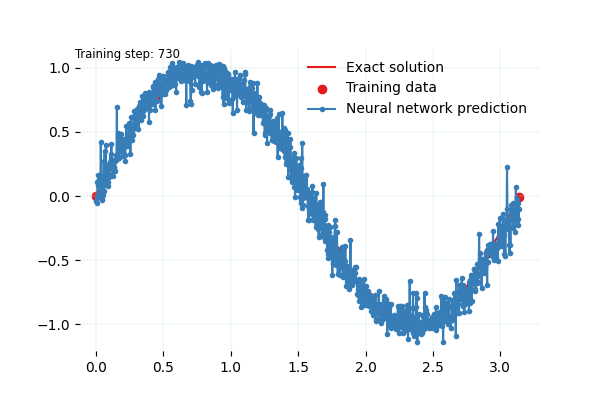 Training step: 730
Exact solution
Training data
Neural network prediction
1.0
0.5
0.0
−0.5
−1.0
0.0 0.5 1.0 1.5 2.0 2.5 3.0